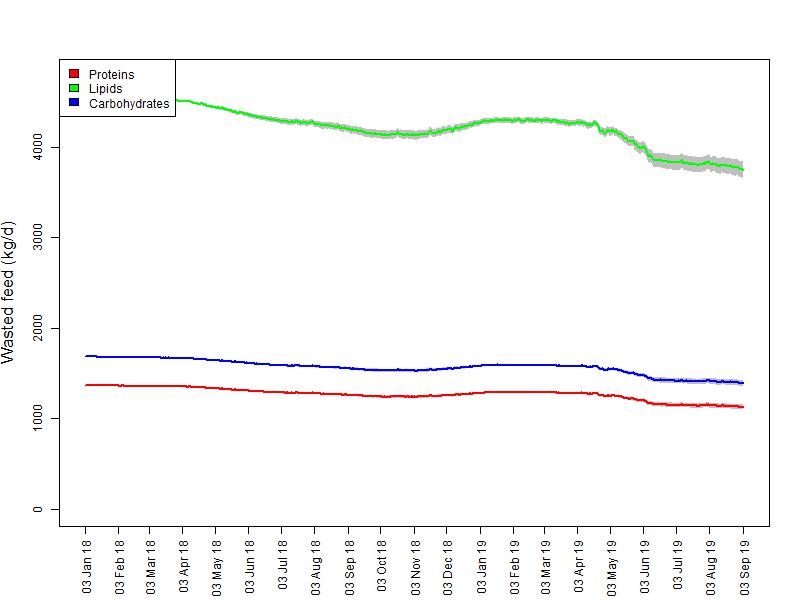 Proteins
Lipids
Carbohydrates
Wasted feed (kg/d)
4000
3000
2000
1000
0
03 Jan 18
03 Feb 18
03 Mar 18
03 Apr 18
03 May 18
03 Jun 18
03 Jul 18
03 Aug 18
03 Sep 18
03 Oct 18
03 Nov 18
03 Dec 18
03 Jan 19
03 Feb 19
03 Mar 19
03 Apr 19
03 May 19
03 Jun 19
03 Jul 19
03 Aug 19
03 Sep 19